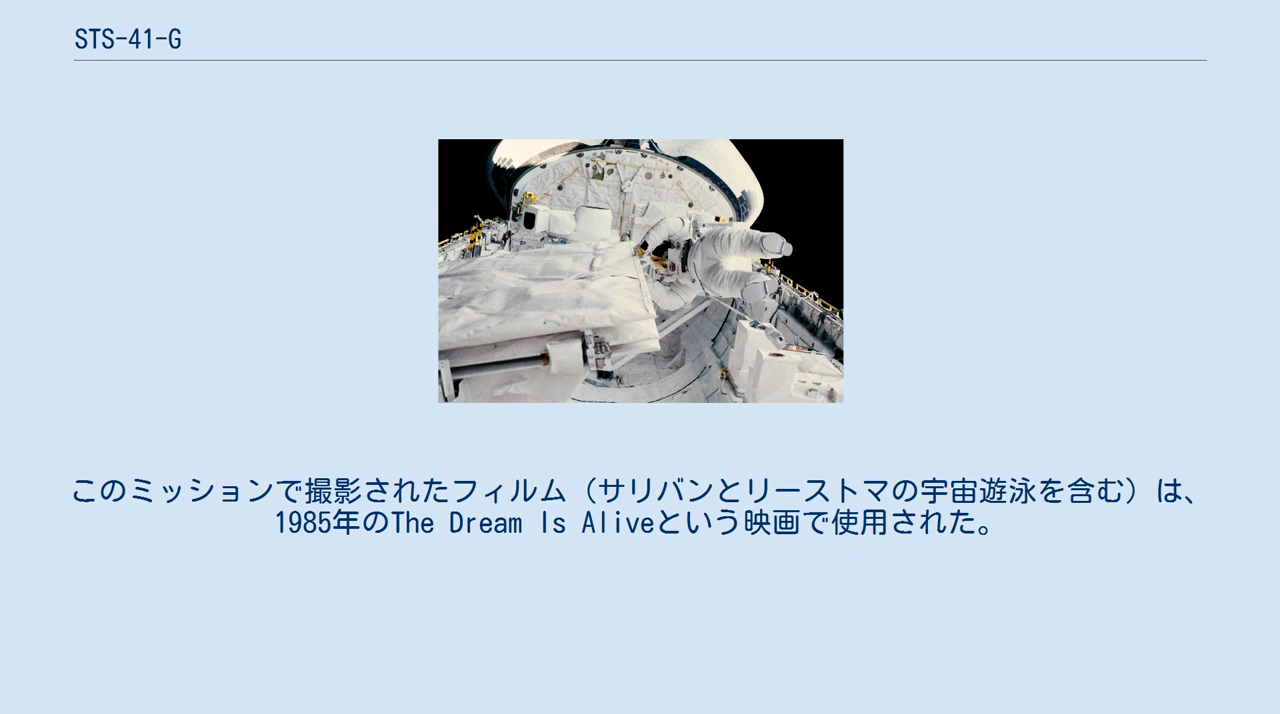 STS-41-G
このミッションで撮影されたフィルム（サリバンとリーストマの宇宙遊泳を含む）は、
1985年のThe Dream Is Aliveという映画で使用された。